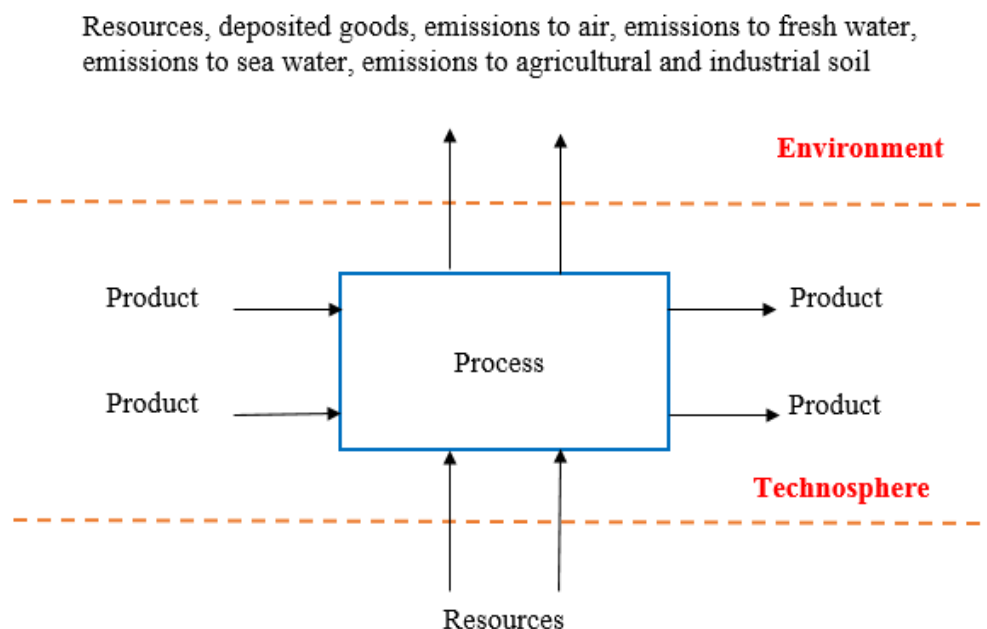 Resources, deposited goods, emissions to air, emissions to fresh water,
emissions to sea water, emissions to agricultural and industrial soil
Environment
Product
Product
Process
Product
Product
Technosphere
Resources